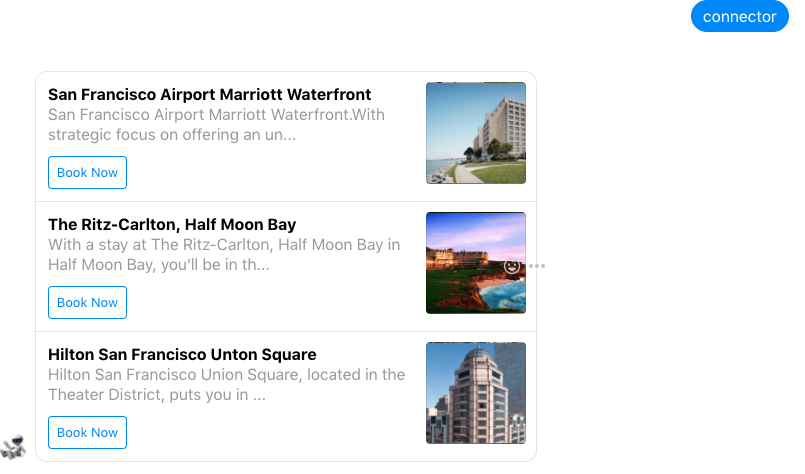 connector
San Francisco Airport Marriott Waterfront
San Francisco Airport Marriott Waterfront.With
strategic focus on offering an un...
Book Now
The Ritz-Carlton, Half Moon Bay
With a stay at The Ritz-Carlton, Half Moon Bay in
Half Moon Bay, you'll be in th...
Book Now
Hilton San Francisco Unton Square
Hilton San Francisco Union Square, located in the
Theater District, puts you in ...
Book Now